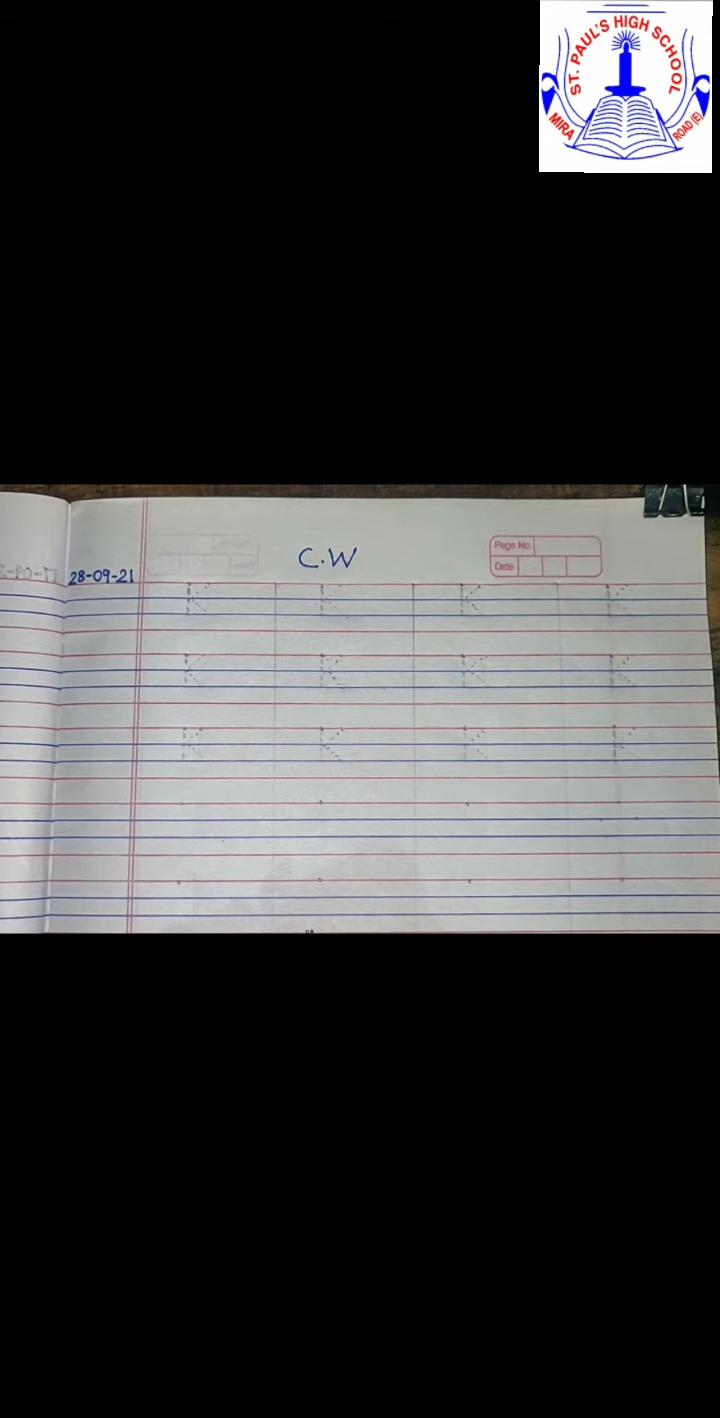 ST. PAUL'S HIGH SCHOOL
MIRA ROAD (E)
C.W
Page No.
Date
28-09-21
K K K K
K K K K
K K K K